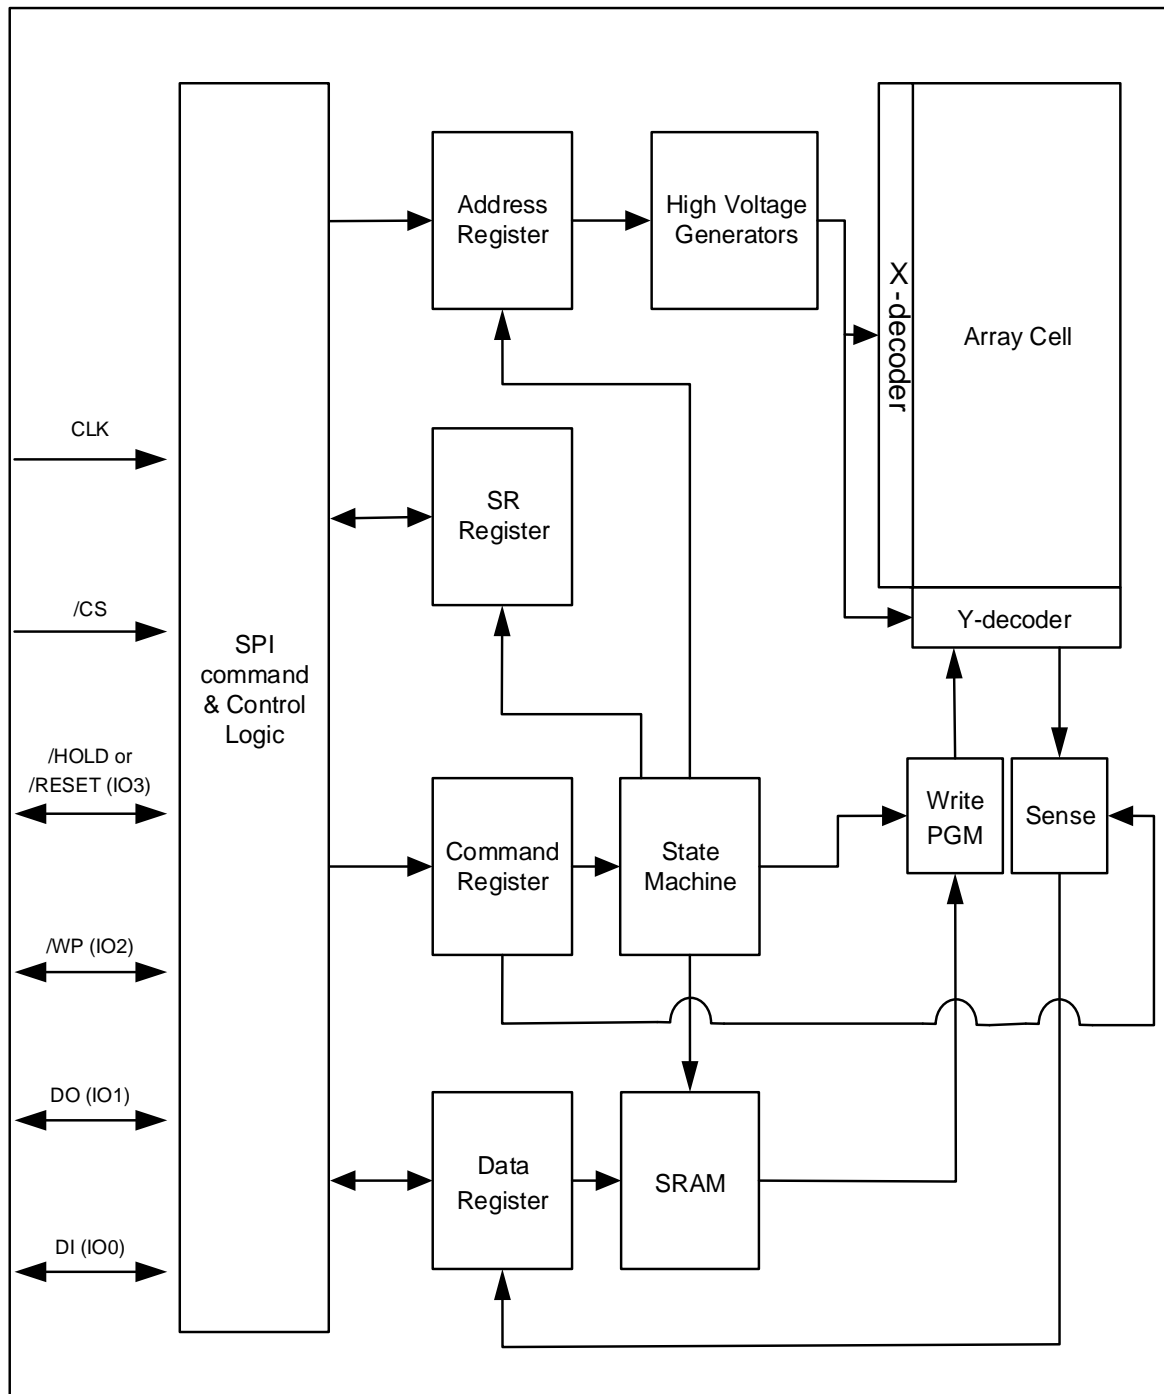 CLK
/CS
/HOLD or
/RESET (IO3)
/WP (IO2)
DO (IO1)
DI (IO0)
SPI
command
& Control
Logic
Address
Register
High Voltage
Generators
X-decoder
Array Cell
SR
Register
Y-decoder
Command
Register
State
Machine
Write
PGM
Sense
Data
Register
SRAM